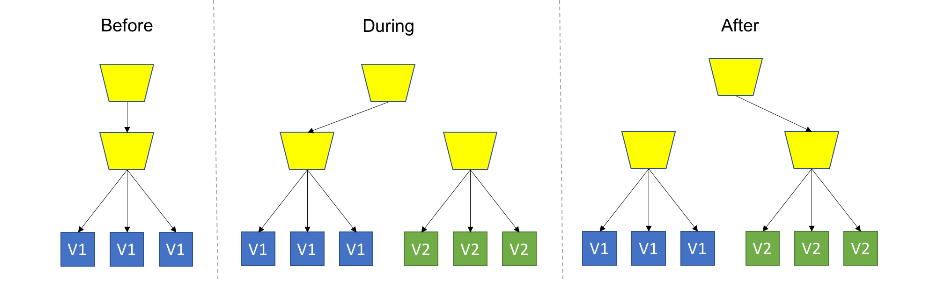 Before
During
After
V1 V1 V1
V1 V1 V1
V2 V2 V2
V1 V1 V1
V2 V2 V2